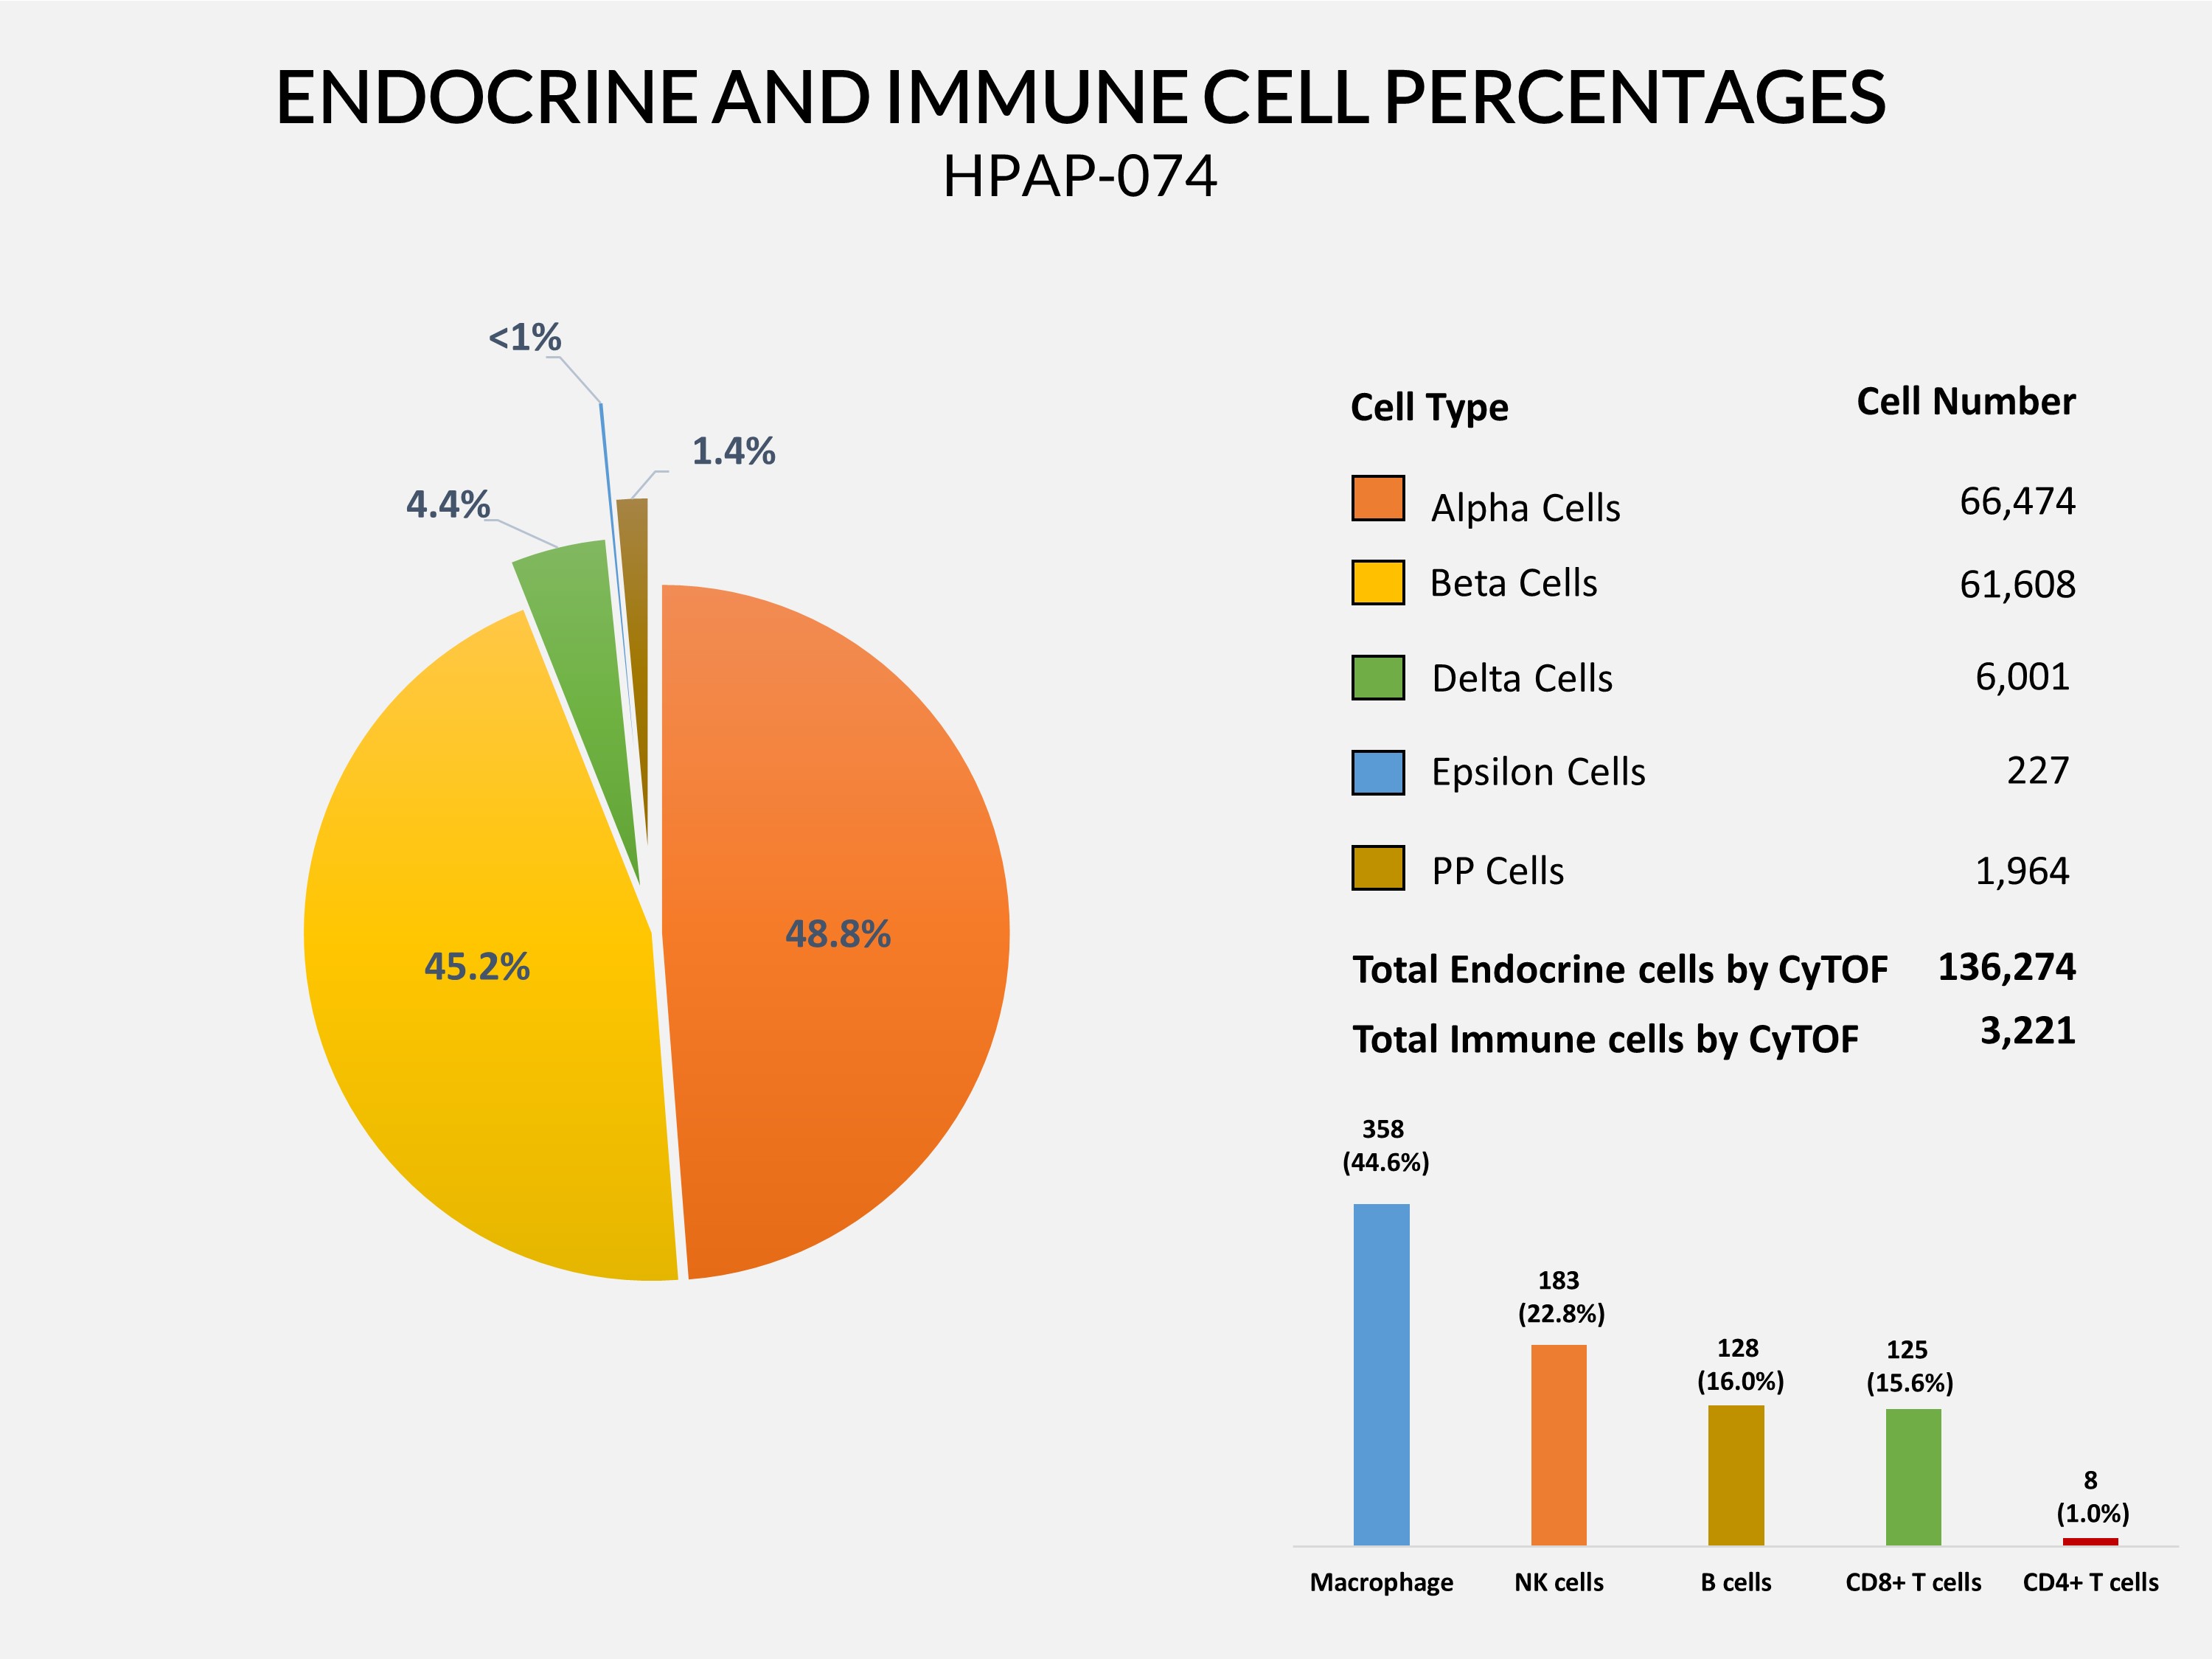 ENDOCRINE AND IMMUNE CELL PERCENTAGES
HPAP-074
<1%
1.4%
4.4%
48.8%
45.2%
Cell Type Cell Number
Alpha Cells 66,474
Beta Cells 61,608
Delta Cells 6,001
Epsilon Cells 227
PP Cells 1,964
Total Endocrine cells by CyTOF 136,274
Total Immune cells by CyTOF 3,221
358
(44.6%)
183
(22.8%)
128
(16.0%)
125
(15.6%)
8
(1.0%)
Macrophage NK cells B cells CD8+ T cells CD4+ T cells